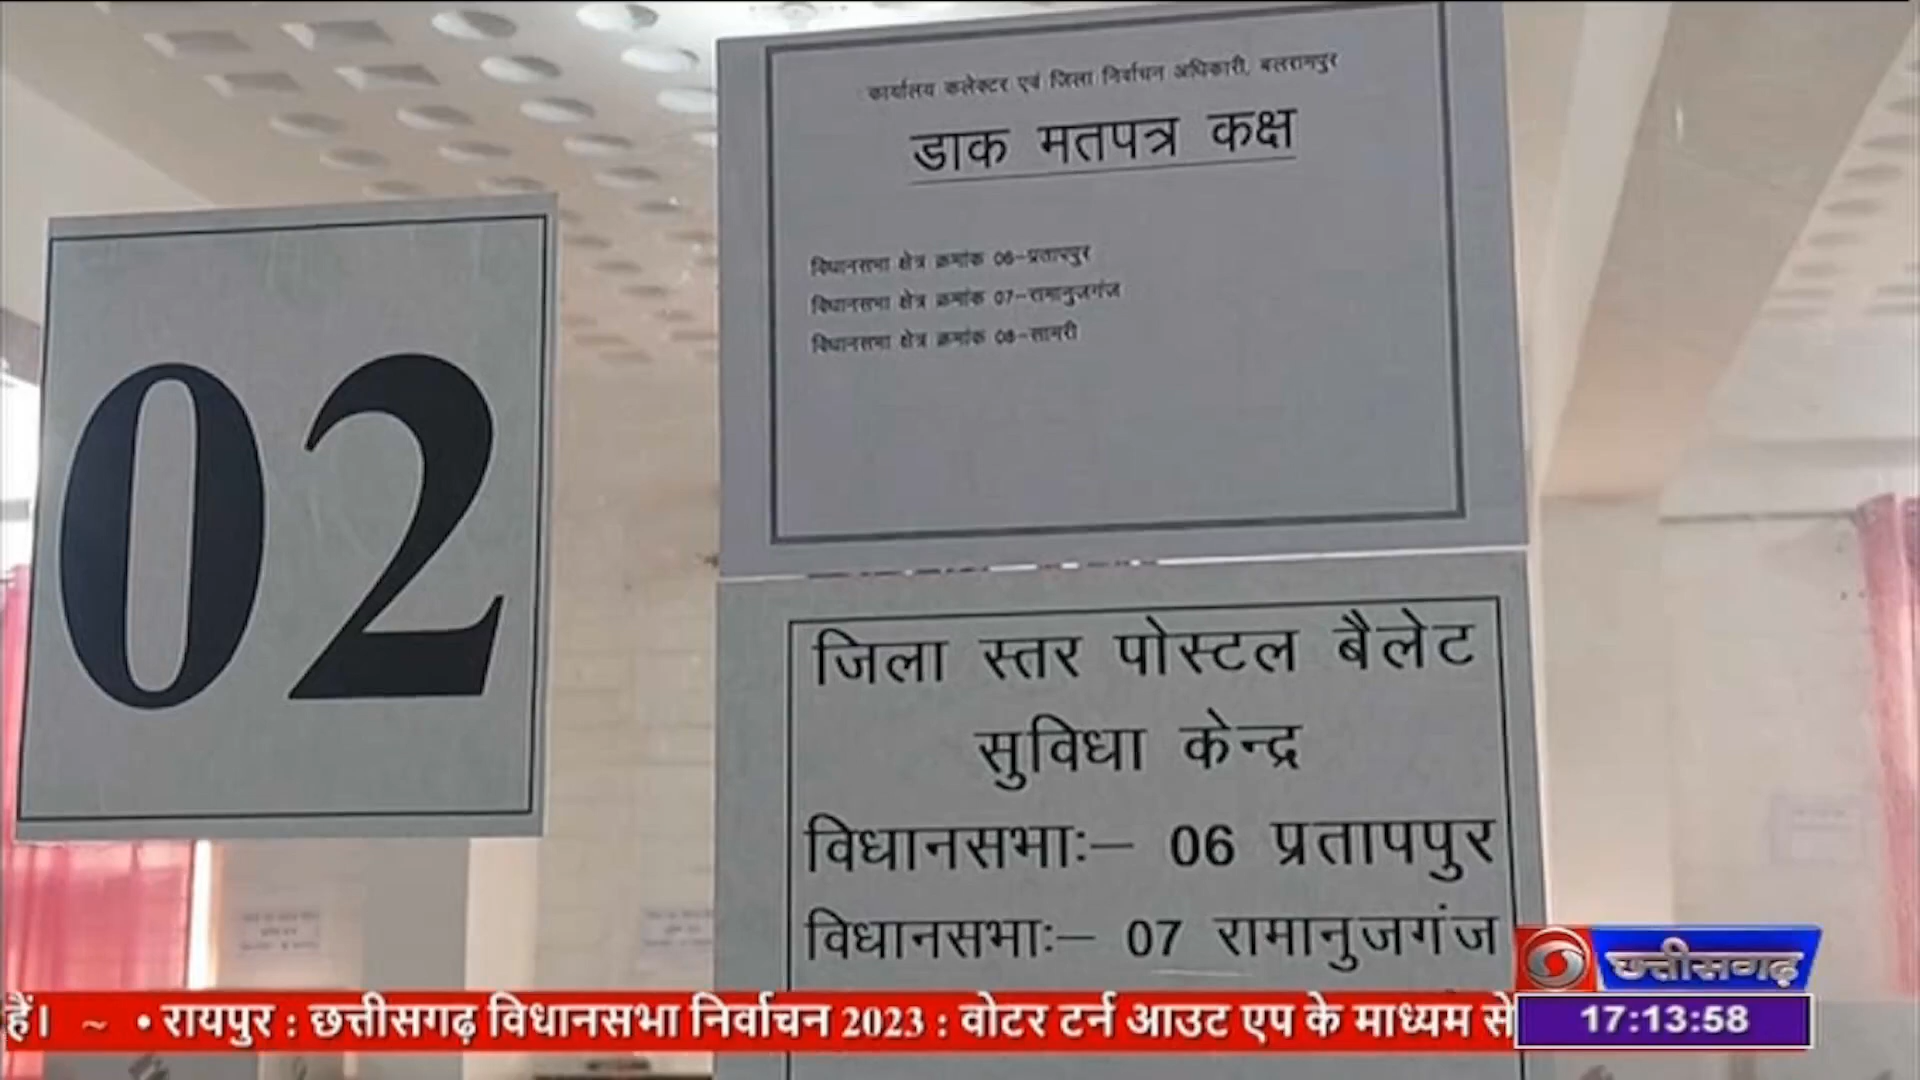 कार्यालय कलेक्टर एवं जिला निर्वाचन अधिकारी, बलरामपुर
डाक मतपत्र कक्ष
विधानसभा क्षेत्र क्रमांक 06-प्रतापपुर
विधानसभा क्षेत्र क्रमांक 07-रामानुजगंज
विधानसभा क्षेत्र क्रमांक 08-सामरी
02
जिला स्तर पोस्टल बैलेट
सुविधा केन्द्र
विधानसभाः- 06 प्रतापपुर
विधानसभाः- 07 रामानुजगंज
छत्तीसगढ़
हैं। ~ • रायपुर : छत्तीसगढ़ विधानसभा निर्वाचन 2023 : वोटर टर्न आउट एप के माध्यम से
17:13:58